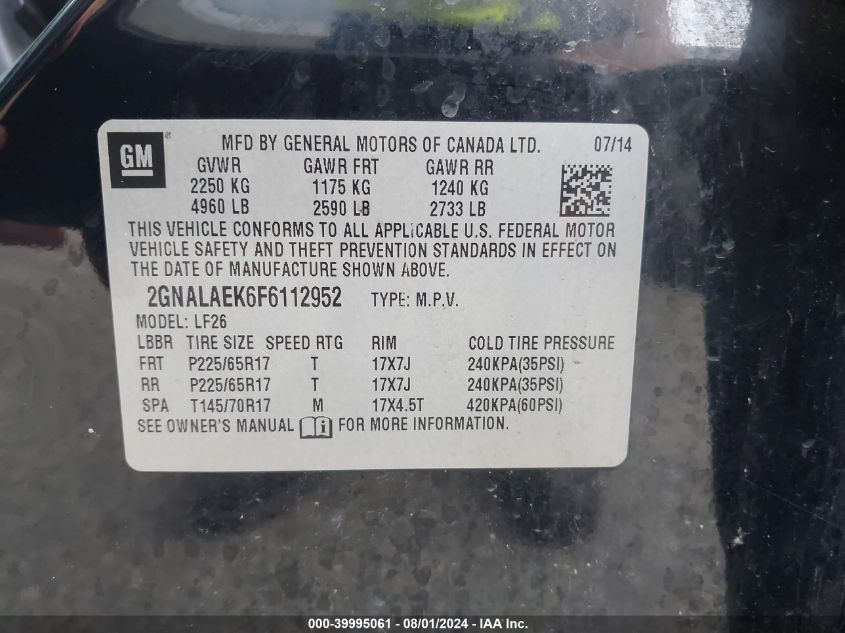 GM ® MFD BY GENERAL MOTORS OF CANADA LTD. 07/14
GVWR GAWR FRT GAWR RR
2250 KG 1175 KG 1240 KG
4960 LB 2590 LB 2733 LB
THIS VEHICLE CONFORMS TO ALL APPLICABLE U.S. FEDERAL MOTOR
VEHICLE SAFETY AND THEFT PREVENTION STANDARDS IN EFFECT ON
THE DATE OF MANUFACTURE SHOWN ABOVE.
2GNALAEK6F6112952 TYPE: M.P.V.
MODEL: LF26
LBBR TIRE SIZE SPEED RTG RIM COLD TIRE PRESSURE
FRT P225/65R17 T 17X7J 240KPA(35PSI)
RR P225/65R17 T 17X7J 240KPA(35PSI)
SPA T145/70R17 M 17X4.5T 420KPA(60PSI)
SEE OWNER'S MANUAL i FOR MORE INFORMATION.
000-39995061 - 08/01/2024 - IAA Inc.